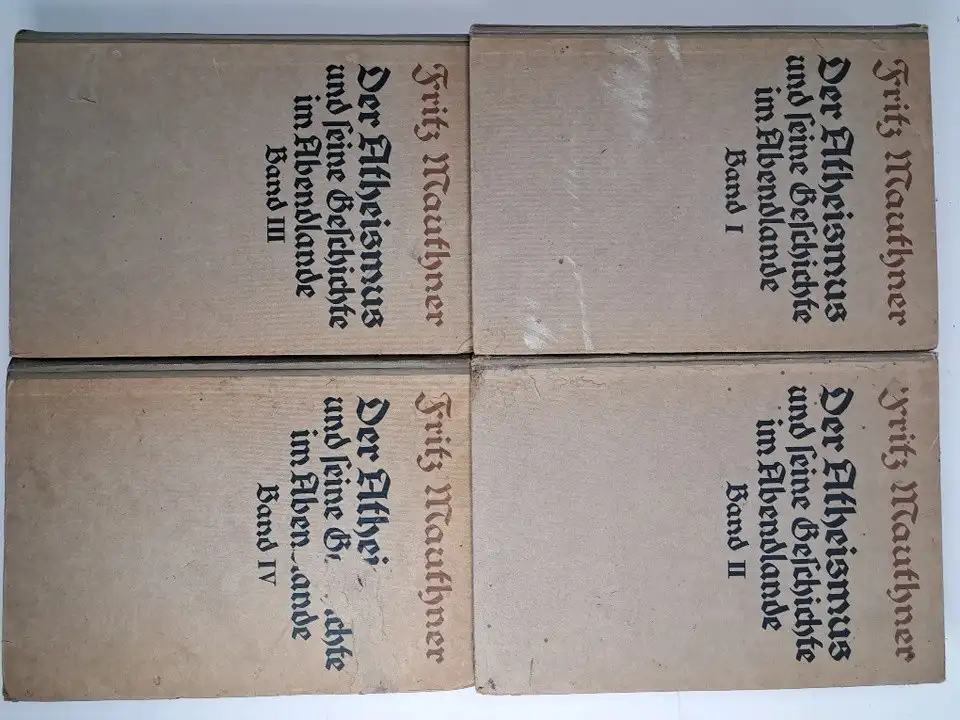 Fritz Mauthner
Der Atheismus
und seine Geschichte
im Abendlande
Band I
Fritz Mauthner
Der Atheismus
und seine Geschichte
im Abendlande
Band II
Fritz Mauthner
Der Atheismus
und seine Geschichte
im Abendlande
Band III
Fritz Mauthner
Der Athei
und seine G chte
im Aben ande
Band IV